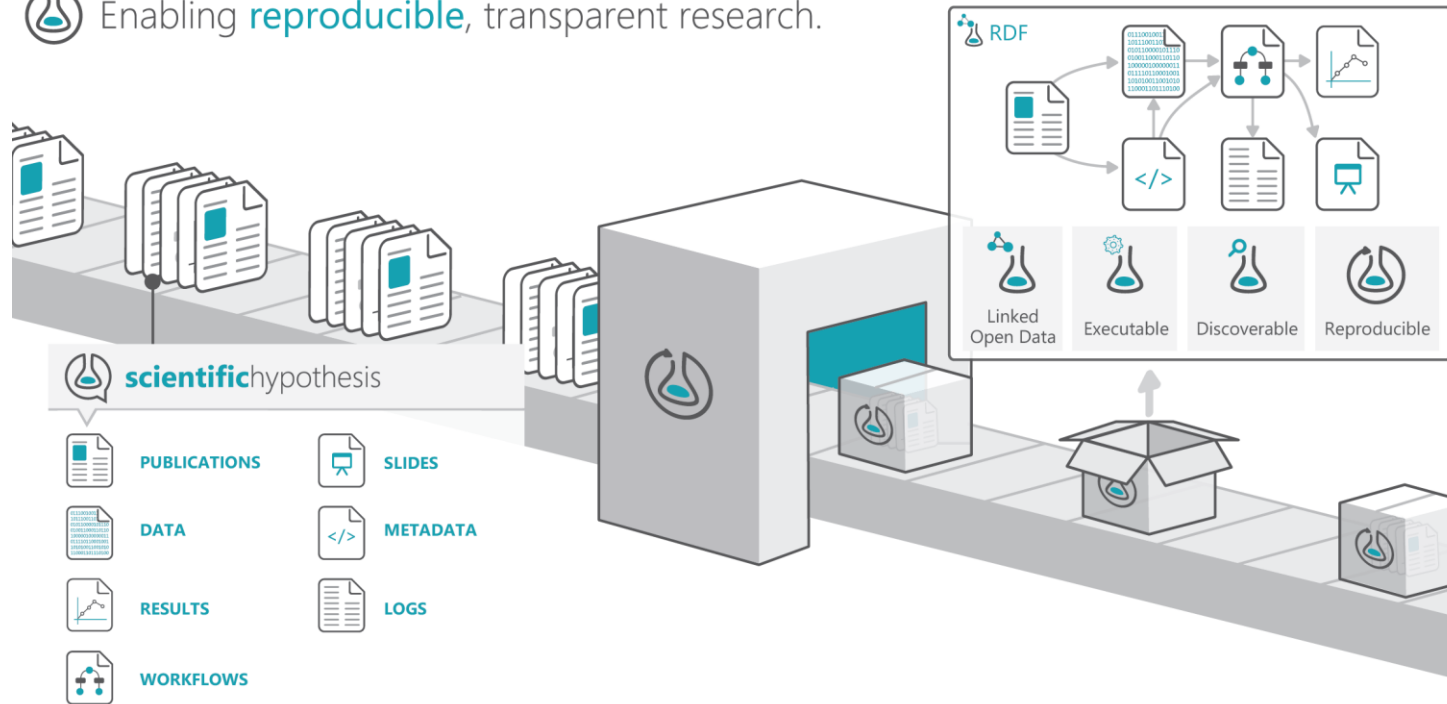 Enabling reproducible, transparent research.
RDF
</>
Linked
Open Data
Executable
Discoverable
Reproducible
scientifichypothesis
PUBLICATIONS
SLIDES
DATA
</>
METADATA
RESULTS
LOGS
WORKFLOWS